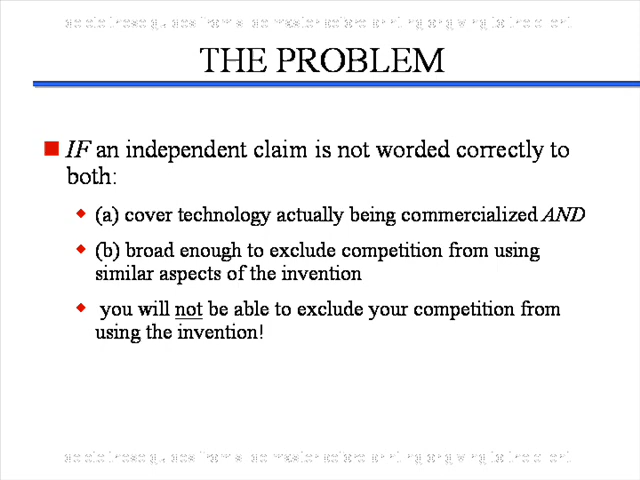 THE PROBLEM
IF an independent claim is not worded correctly to
both:
(a) cover technology actually being commercialized AND
(b) broad enough to exclude competition from using
similar aspects of the invention
you will not be able to exclude your competition from
using the invention!